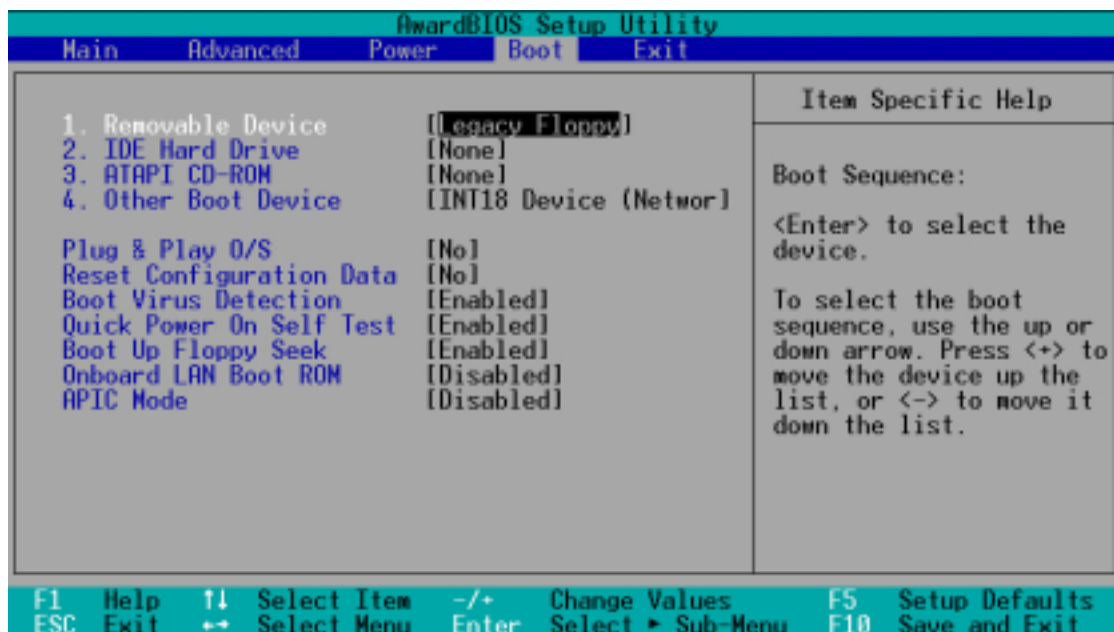 AwardBIOS Setup Utility
Main Advanced Power Boot Exit
Item Specific Help
1. Removable Device [Legacy Floppy]
2. IDE Hard Drive [None]
3. ATAPI CD-ROM [None]
4. Other Boot Device [INT18 Device (Networ]
Plug & Play O/S [No]
Reset Configuration Data [No]
Boot Virus Detection [Enabled]
Quick Power On Self Test [Enabled]
Boot Up Floppy Seek [Enabled]
Onboard LAN Boot ROM [Disabled]
APIC Mode [Disabled]
Boot Sequence:
<Enter> to select the
device.
To select the boot
sequence, use the up or
down arrow. Press <+> to
move the device up the
list, or <-> to move it
down the list.
F1 Help ↑↓ Select Item -/+ Change Values F5 Setup Defaults
ESC Exit ←→ Select Menu Enter Select ► Sub-Menu F10 Save and Exit